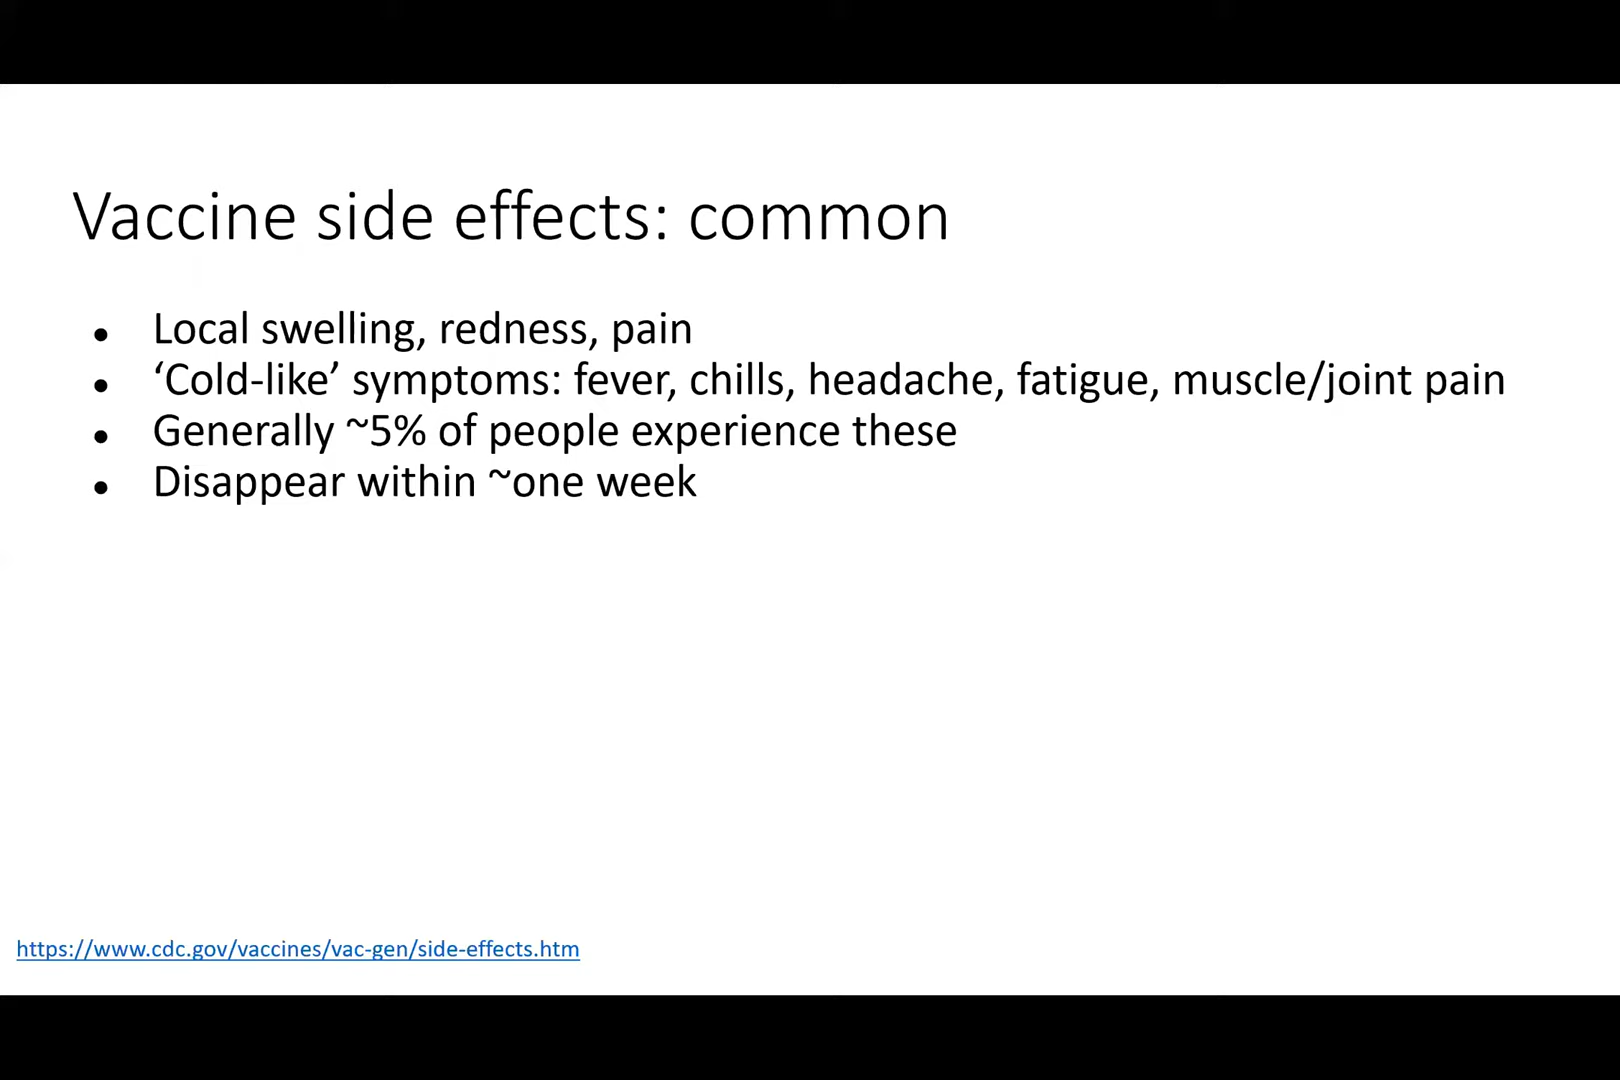 Vaccine side effects: common
• Local swelling, redness, pain
• ‘Cold-like’ symptoms: fever, chills, headache, fatigue, muscle/joint pain
• Generally ~5% of people experience these
• Disappear within ~one week
https://www.cdc.gov/vaccines/vac-gen/side-effects.htm